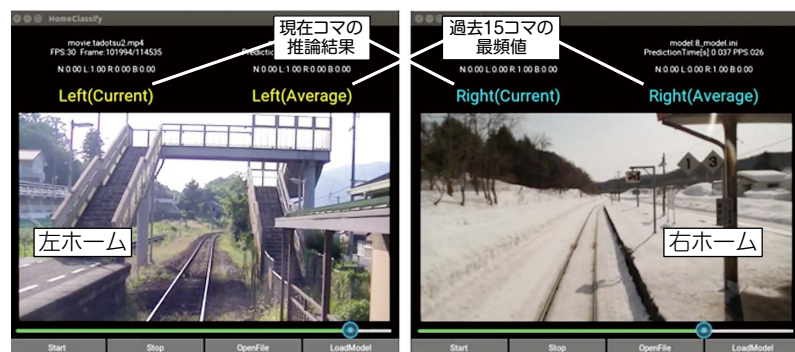 HomeClassify
movie:tadotsu2.mp4
FPS:30 Frame:101994/114535
N:0.00 L:1.00 R:0.00 B:0.00
N:0.00 L:1.00 R:0.00 B:0.00
Left(Current)
Left(Average)
現在コマの
推論結果
過去15コマの
最頻値
左ホーム
Start
Stop
OpenFile
LoadModel
model:8_model.ini
PredictionTime[s]:0.037 PPS:026
N:0.00 L:0.00 R:1.00 B:0.00
N:0.00 L:0.00 R:1.00 B:0.00
Right(Current)
Right(Average)
1
3
右ホーム
Start
Stop
OpenFile
LoadModel